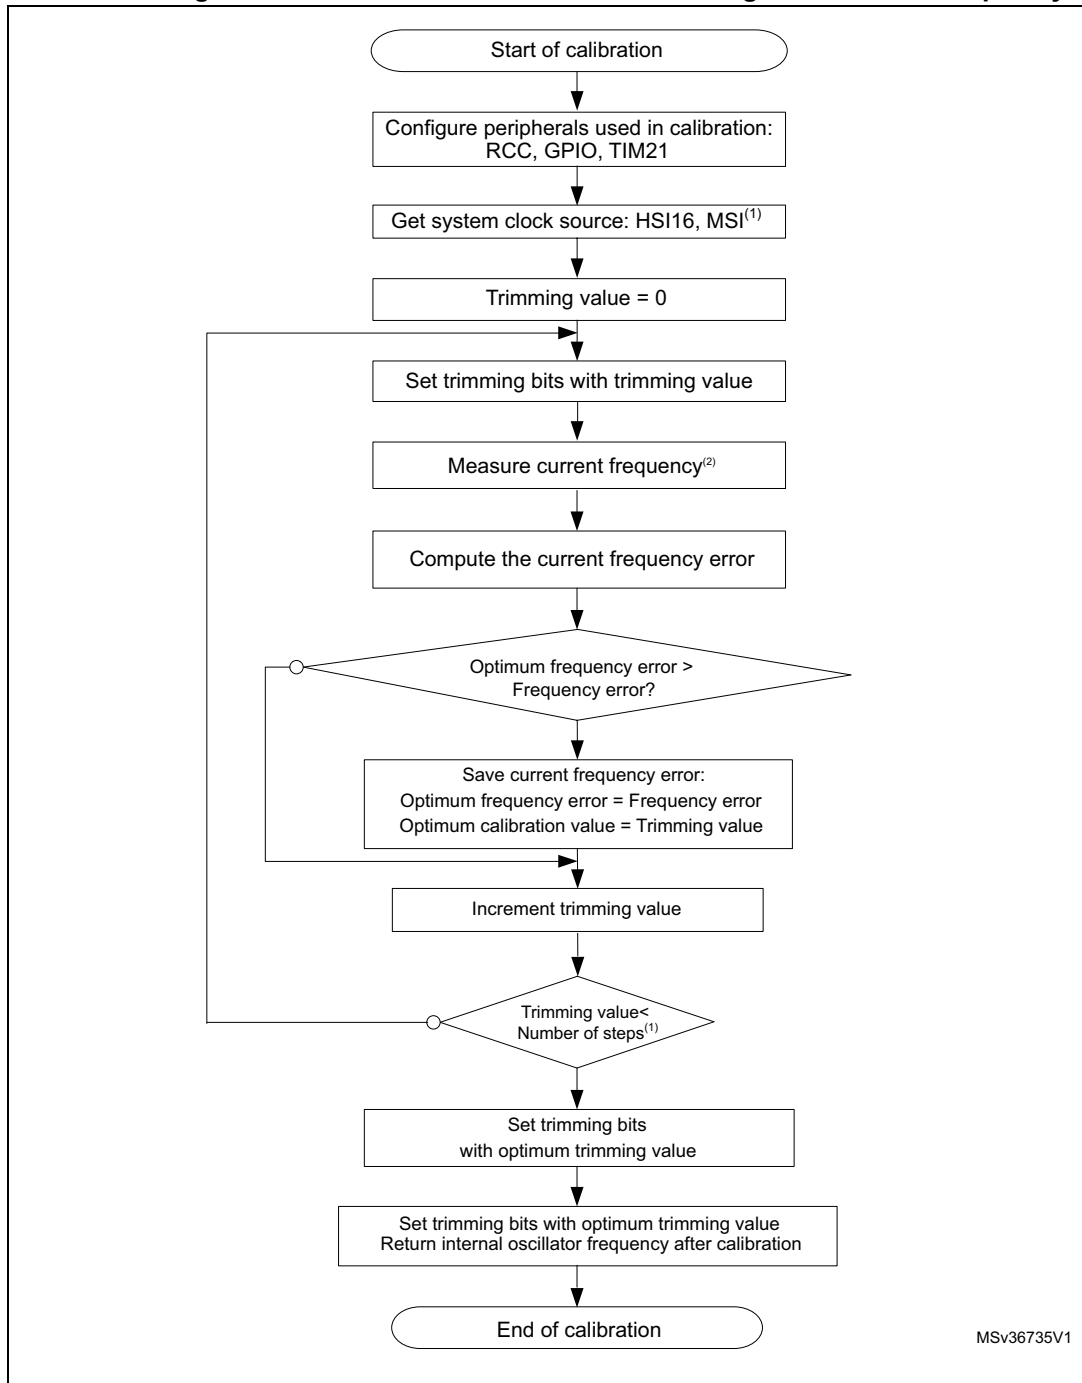 Start of calibration
Configure peripherals used in calibration:
RCC, GPIO, TIM21
Get system clock source: HSI16, MSI(1)
Trimming value = 0
Set trimming bits with trimming value
Measure current frequency(2)
Compute the current frequency error
Optimum frequency error >
Frequency error?
Save current frequency error:
Optimum frequency error = Frequency error
Optimum calibration value = Trimming value
Increment trimming value
Trimming value<
Number of steps(1)
Set trimming bits
with optimum trimming value
Set trimming bits with optimum trimming value
Return internal oscillator frequency after calibration
End of calibration
MSv36735V1